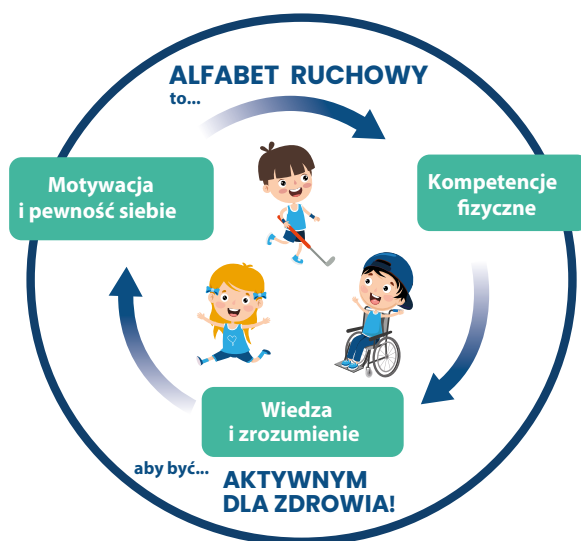 ALFABET RUCHOWY
to...
Motywacja
i pewność siebie
Kompetencje
fizyczne
Wiedza
i zrozumienie
aby być...
AKTYWNYM
DLA ZDROWIA!